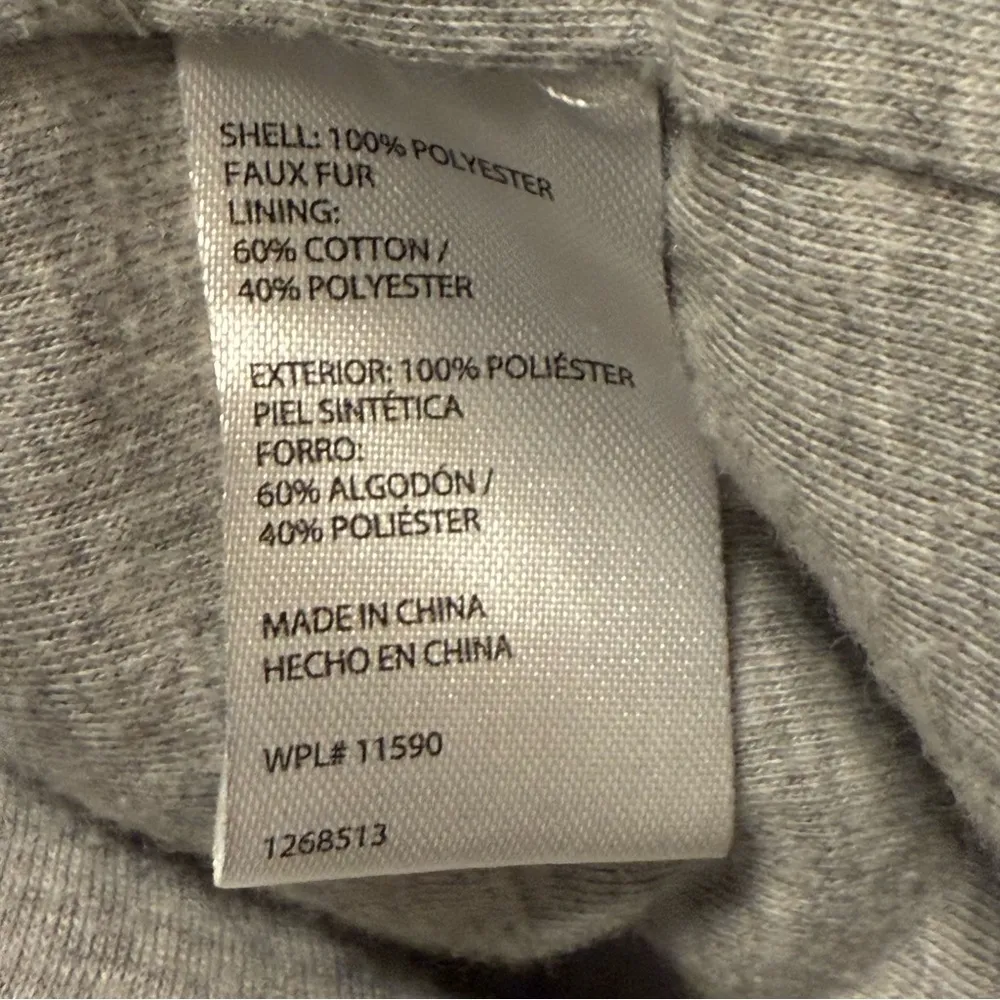 SHELL: 100% POLYESTER
FAUX FUR
LINING:
60% COTTON /
40% POLYESTER
EXTERIOR: 100% POLIÉSTER
PIEL SINTÉTICA
FORRO:
60% ALGODÓN /
40% POLIÉSTER
MADE IN CHINA
HECHO EN CHINA
WPL# 11590
1268513